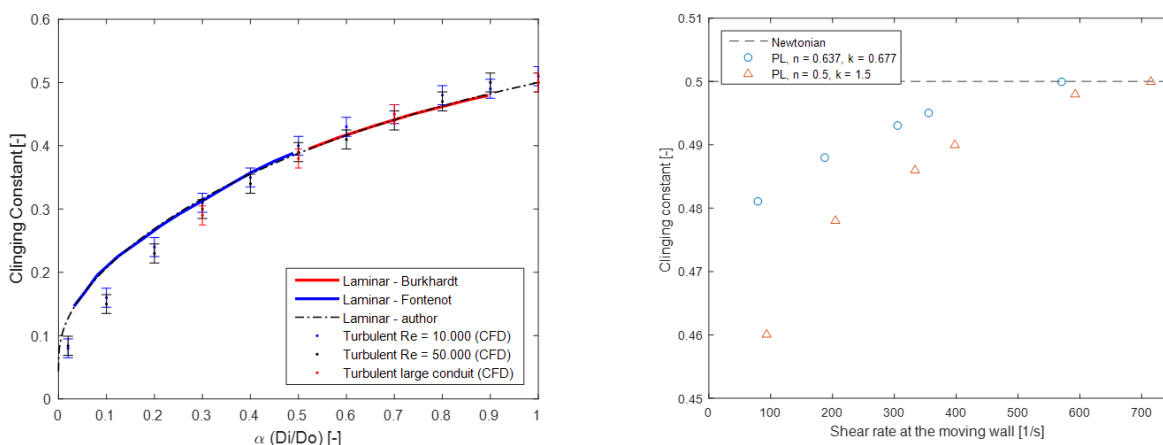 0.6
0.5
0.4
0.3
0.2
0.1
0
Clinging Constant [-]
Laminar - Burkhardt
Laminar - Fontenot
Laminar - author
Turbulent Re = 10.000 (CFD)
Turbulent Re = 50.000 (CFD)
Turbulent large conduit (CFD)
0 0.1 0.2 0.3 0.4 0.5 0.6 0.7 0.8 0.9 1
α (Di/Do) [-]
0.51
0.5
0.49
0.48
0.47
0.46
0.45
Clinging constant [-]
Newtonian
PL, n = 0.637, k = 0.677
PL, n = 0.5, k = 1.5
0 100 200 300 400 500 600 700
Shear rate at the moving wall [1/s]